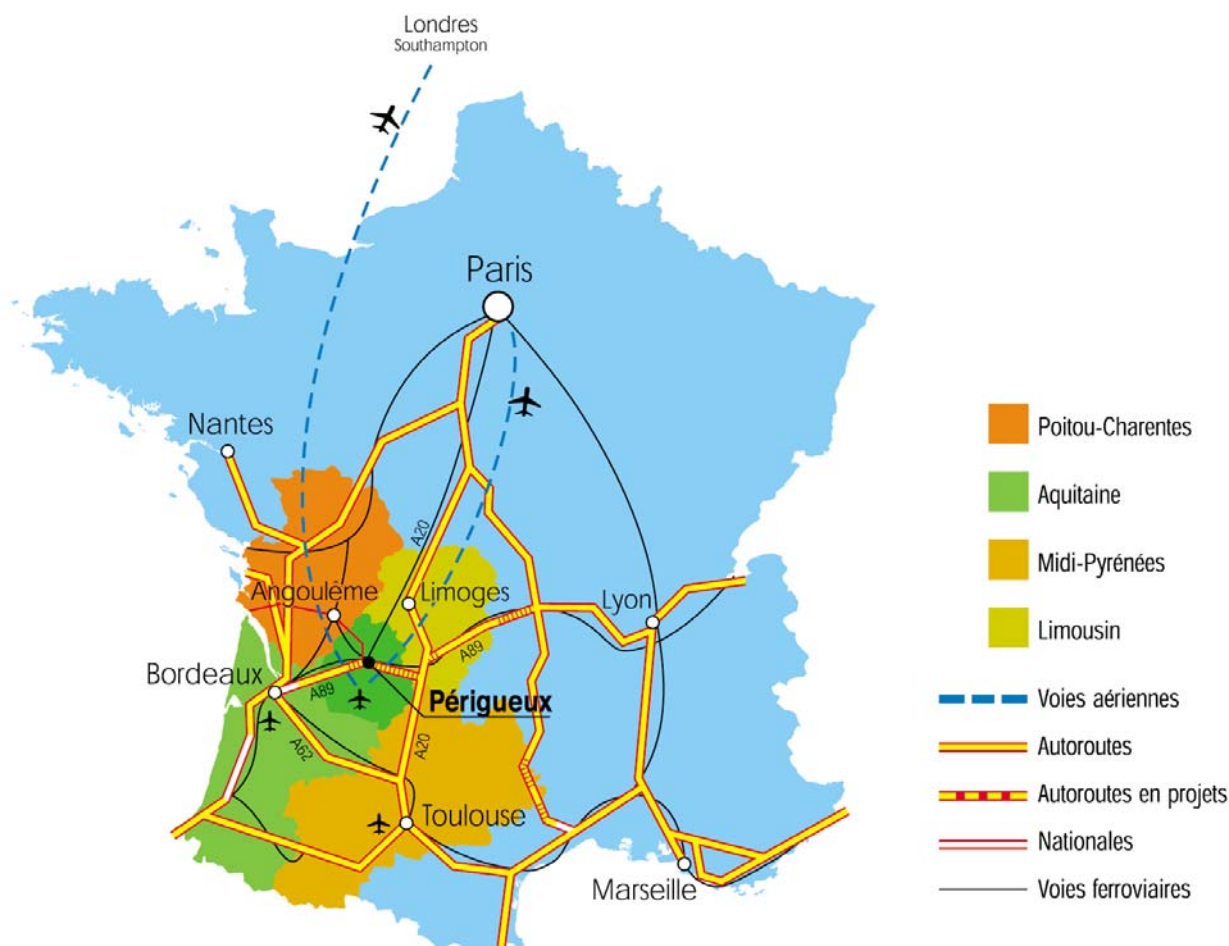 Londres
Southampton
Paris
Nantes
A20
Angoulême
Limoges
Lyon
A89
Bordeaux
A89
Périgueux
A62
A20
Toulouse
Marseille
Poitou-Charentes
Aquitaine
Midi-Pyrénées
Limousin
Voies aériennes
Autoroutes
Autoroutes en projets
Nationales
Voies ferroviaires